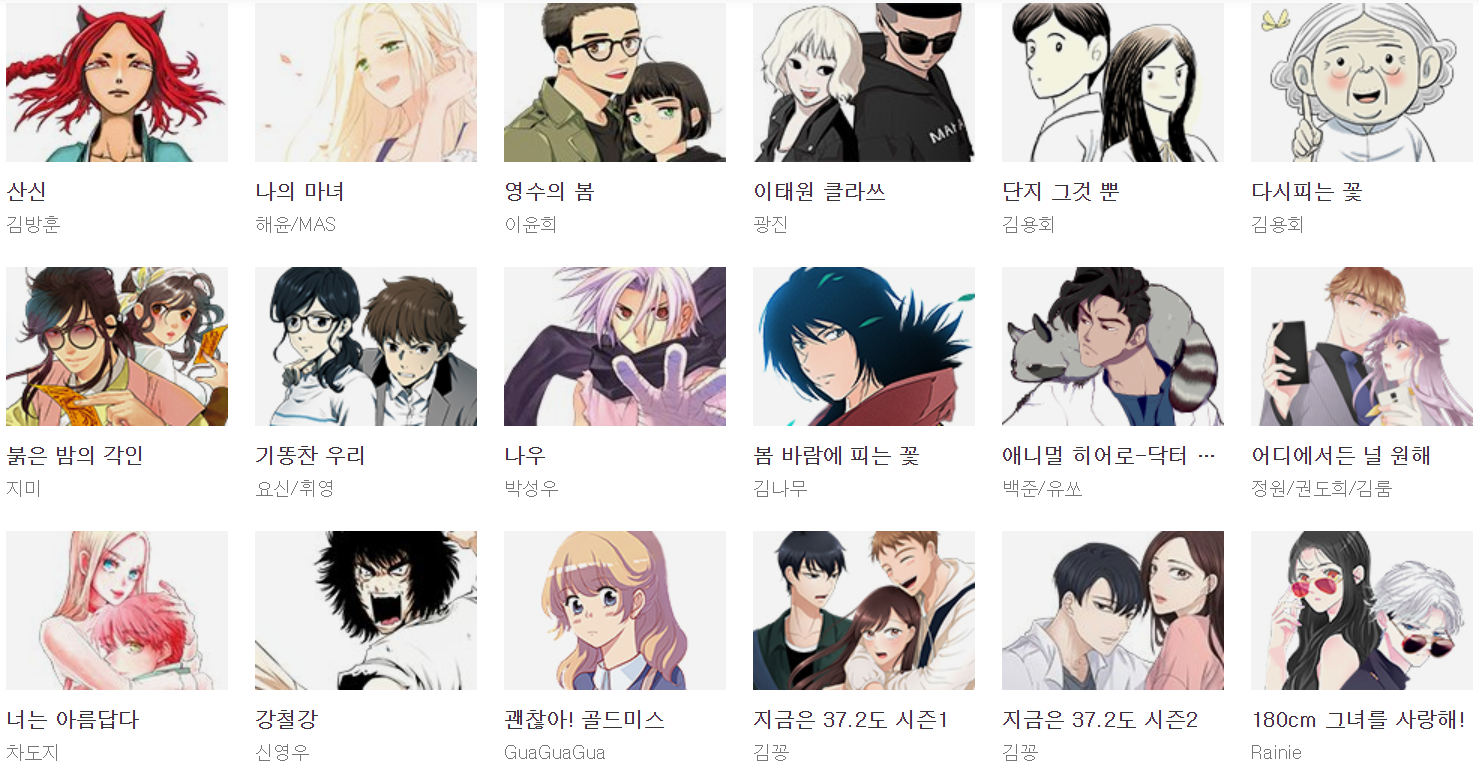 산신
김방훈
나의 마녀
해윤/MAS
영수의 봄
이윤희
이태원 클라쓰
광진
단지 그것 뿐
김용회
다시피는 꽃
김용회
붉은 밤의 각인
지미
기똥찬 우리
요신/휘영
나우
박성우
봄 바람에 피는 꽃
김나무
애니멀 히어로-닥터 …
백준/유쏘
어디에서든 널 원해
정원/권도희/김룸
너는 아름답다
차도지
강철강
신영우
괜찮아! 골드미스
GuaGuaGua
지금은 37.2도 시즌1
김꽁
지금은 37.2도 시즌2
김꽁
180cm 그녀를 사랑해!
Rainie